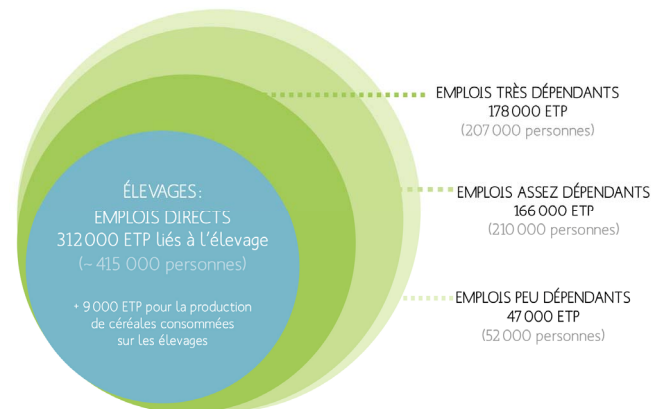 ÉLEVAGES:
EMPLOIS DIRECTS
312 000 ETP liés à l'élevage
(~ 415 000 personnes)
+ 9 000 ETP pour la production
de céréales consommées
sur les élevages
EMPLOIS TRÈS DÉPENDANTS
178 000 ETP
(207 000 personnes)
EMPLOIS ASSEZ DÉPENDANTS
166 000 ETP
(210 000 personnes)
EMPLOIS PEU DÉPENDANTS
47 000 ETP
(52 000 personnes)